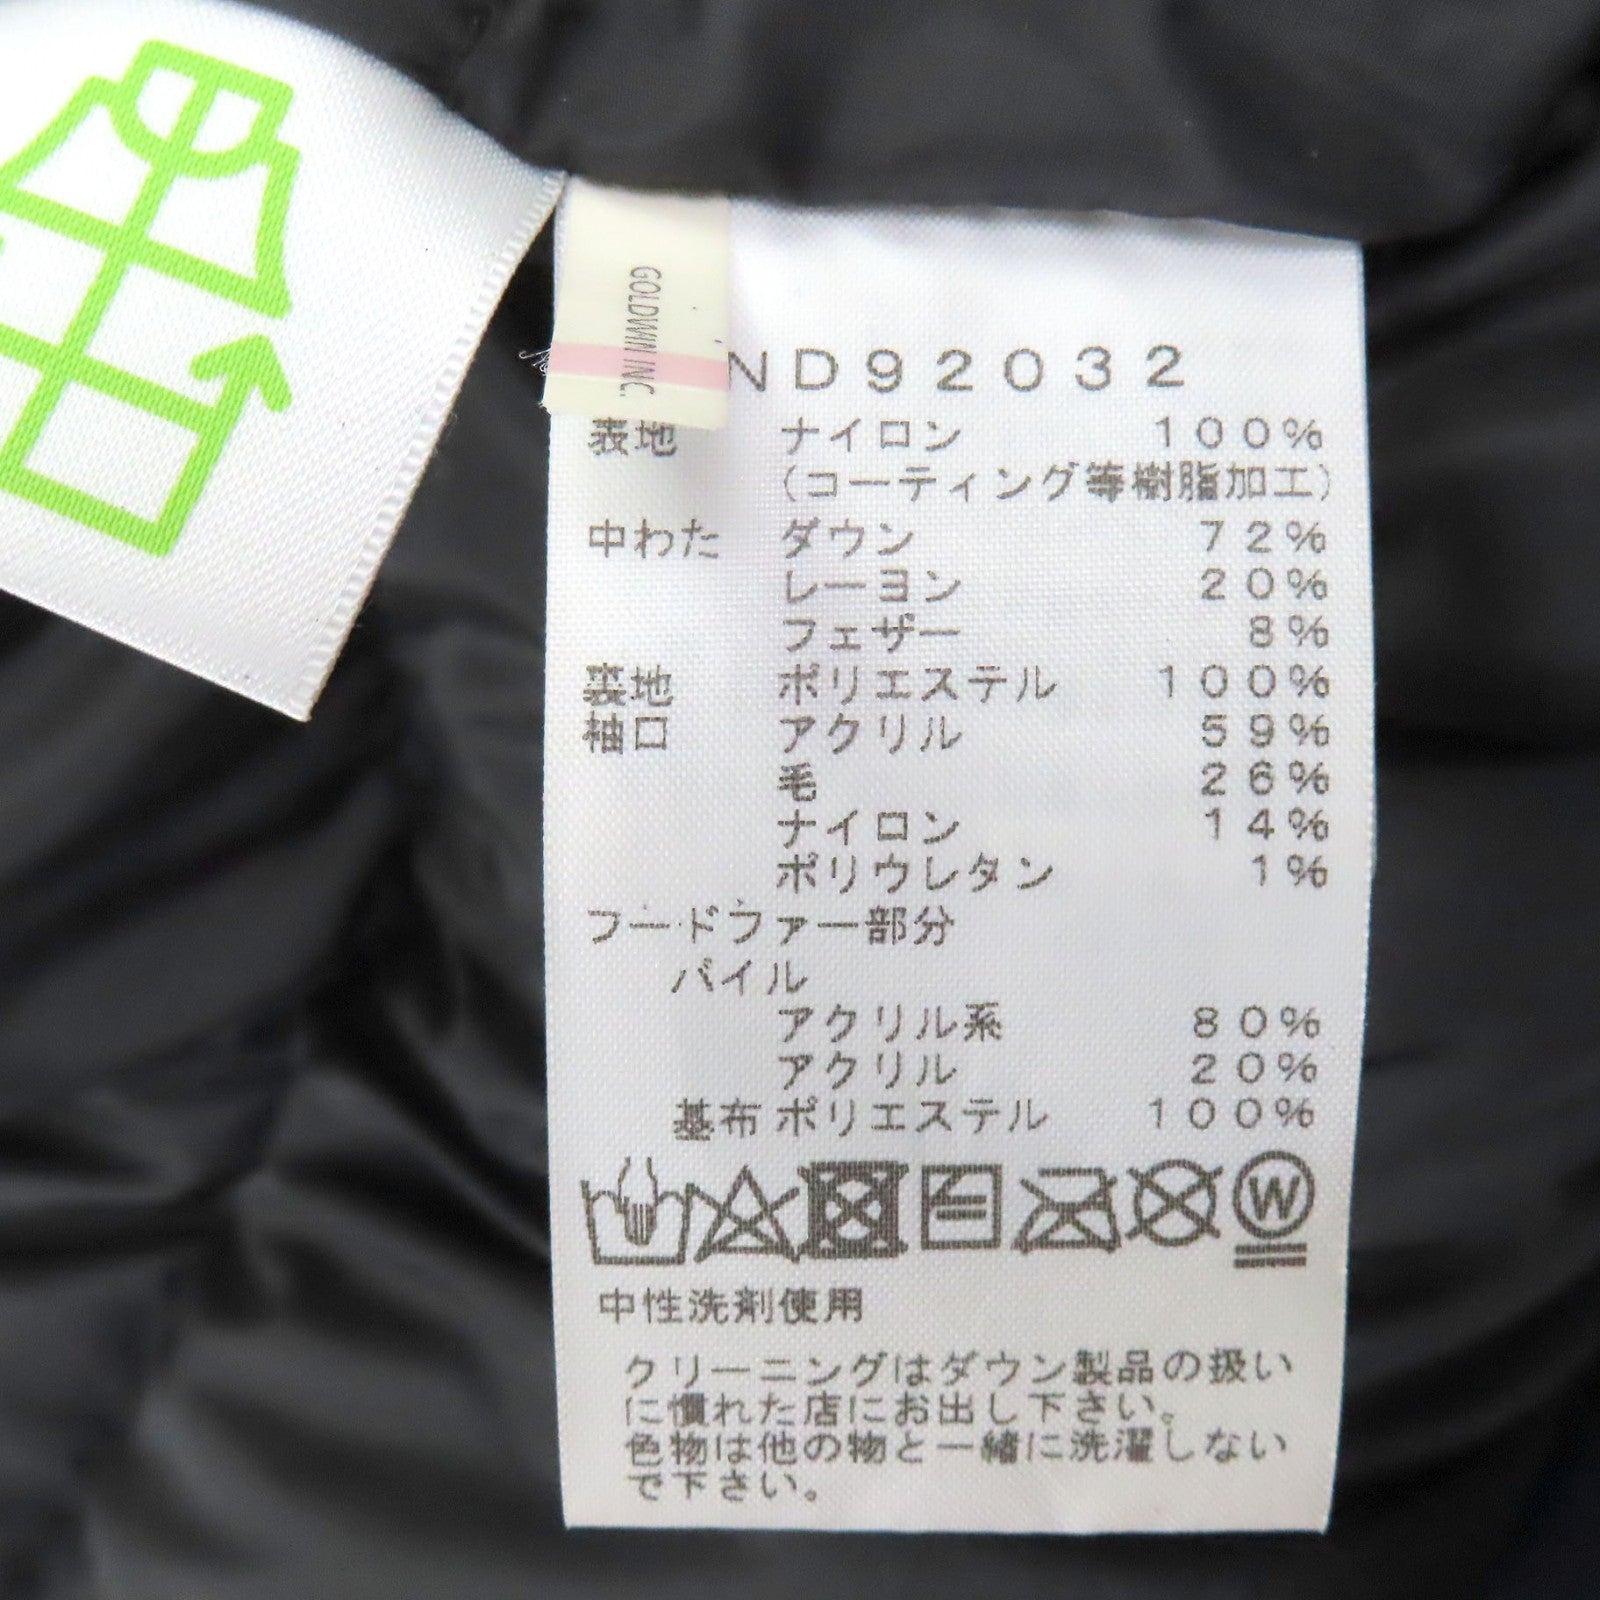 GOLDWIN INC.
ND92032
表地 ナイロン 100%
(コーティング等樹脂加工)
中わた ダウン 72%
レーヨン 20%
フェザー 8%
裏地 ポリエステル 100%
袖口 アクリル 59%
毛 26%
ナイロン 14%
ポリウレタン 1%
フードファー部分
パイル
アクリル系 80%
アクリル 20%
基布 ポリエステル 100%
W
中性洗剤使用
クリーニングはダウン製品の扱い
に慣れた店にお出し下さい。
色物は他の物と一緒に洗濯しない
で下さい。